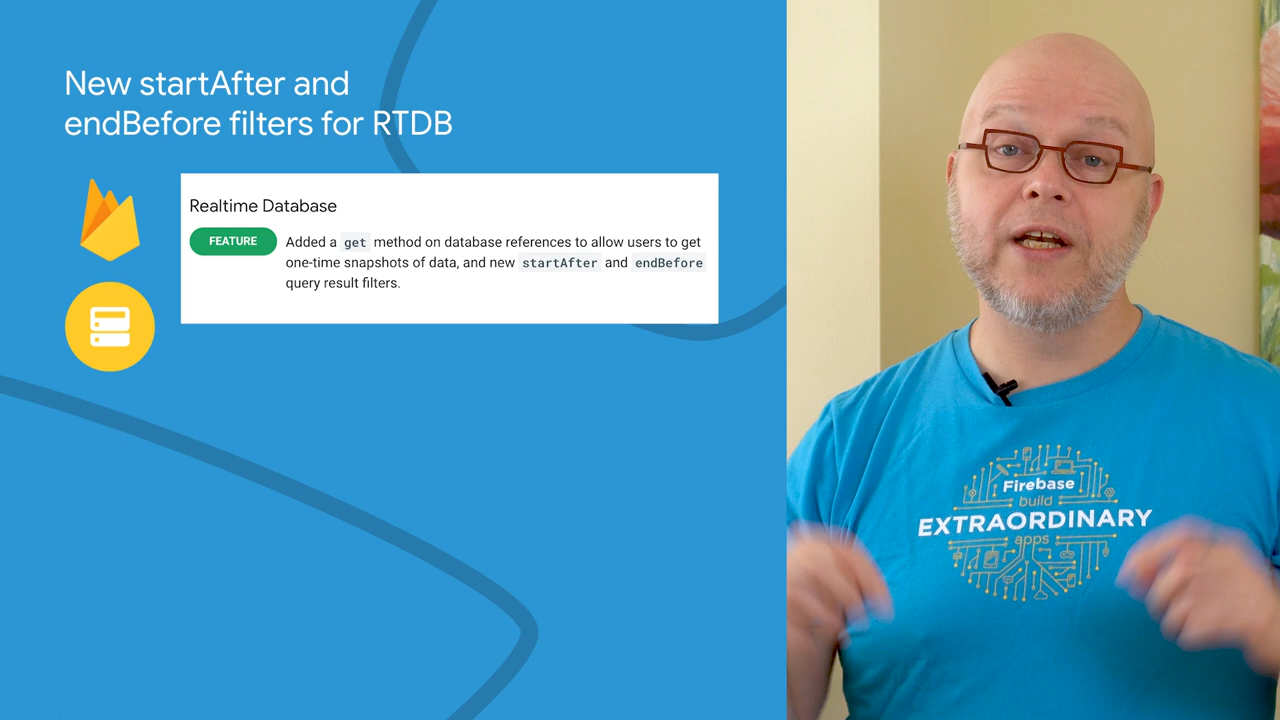 New startAfter and
endBefore filters for RTDB
Realtime Database
FEATURE
Added a get method on database references to allow users to get
one-time snapshots of data, and new startAfter and endBefore
query result filters.
Firebase
build
EXTRAORDINARY
apps